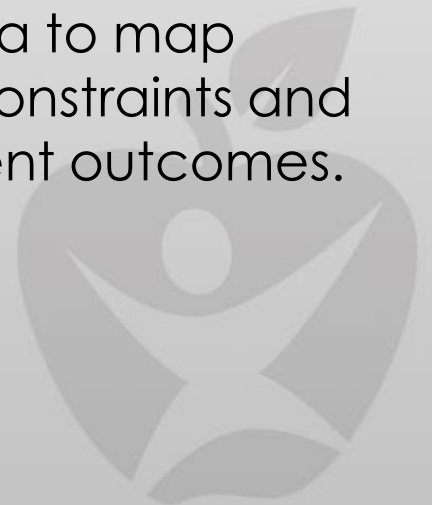 a to map
onstraints and
ent outcomes.